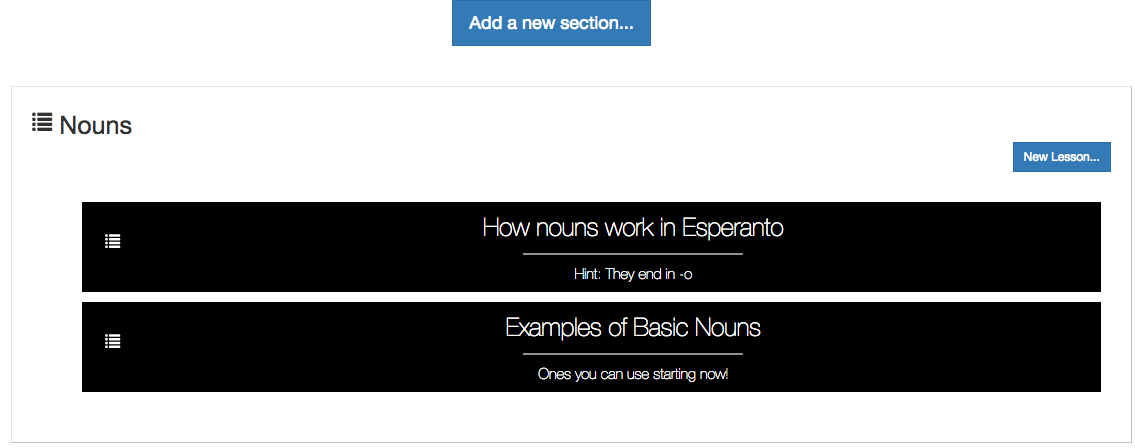 Add a new section...
Nouns
New Lesson...
How nouns work in Esperanto
Hint: They end in -o
Examples of Basic Nouns
Ones you can use starting now!